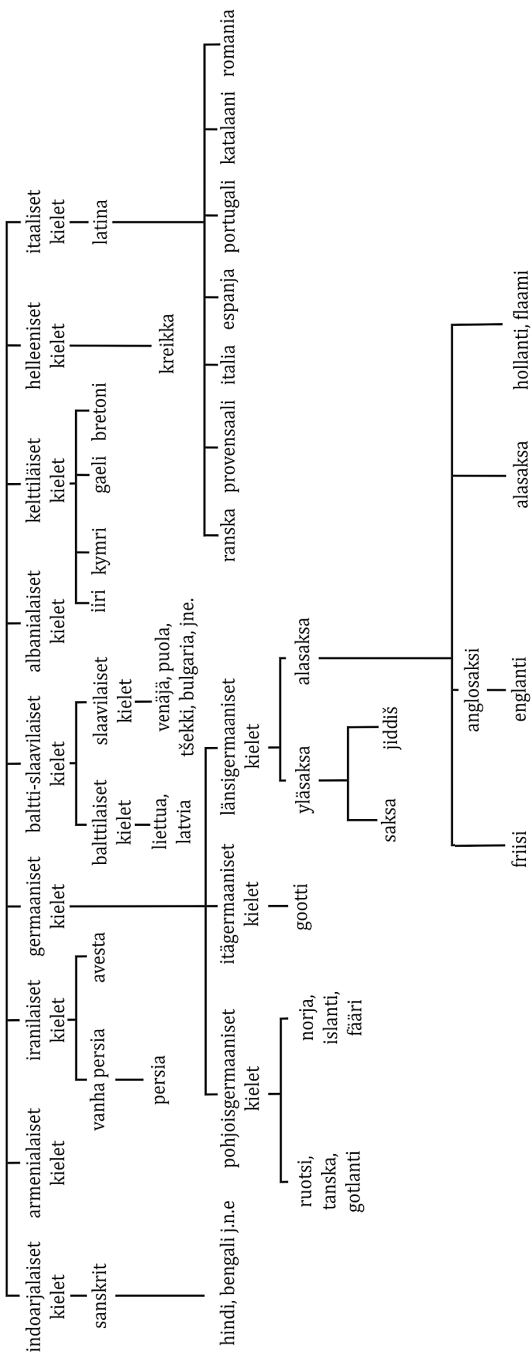 indoarjalaiset
kielet
armenialaiset
kielet
iranilaiset
kielet
germaaniset
kielet
baltti-slaavilaiset
kielet
albanialaiset
kielet
kelttiläiset
kielet
helleeniset
kielet
itaaliset
kielet
sanskrit
vanha persia
avesta
balttilaiset
kielet
slaavilaiset
kielet
iiri
kymri
gaeli
bretoni
latina
persia
liettua,
latvia
venäjä, puola,
tšekki, bulgaria, jne.
kreikka
hindi, bengali j.n.e
pohjoisgermaaniset
kielet
itägermaaniset
kielet
länsigermaaniset
kielet
ranska
provensaali
italia
espanja
portugali
katalaani
romania
ruotsi,
tanska,
gotlanti
norja,
islanti,
fääri
gootti
yläsaksa
alasaksa
saksa
jiddiš
anglosaksi
friisi
englanti
alasaksa
hollanti, flaami